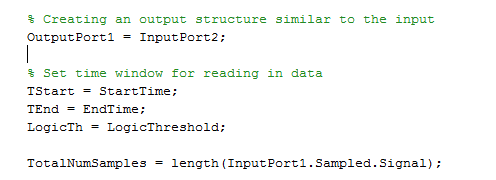 % Creating an output structure similar to the input
OutputPort1 = InputPort2;
% Set time window for reading in data
TStart = StartTime;
TEnd = EndTime;
LogicTh = LogicThreshold;
TotalNumSamples = length(InputPort1.Sampled.Signal);